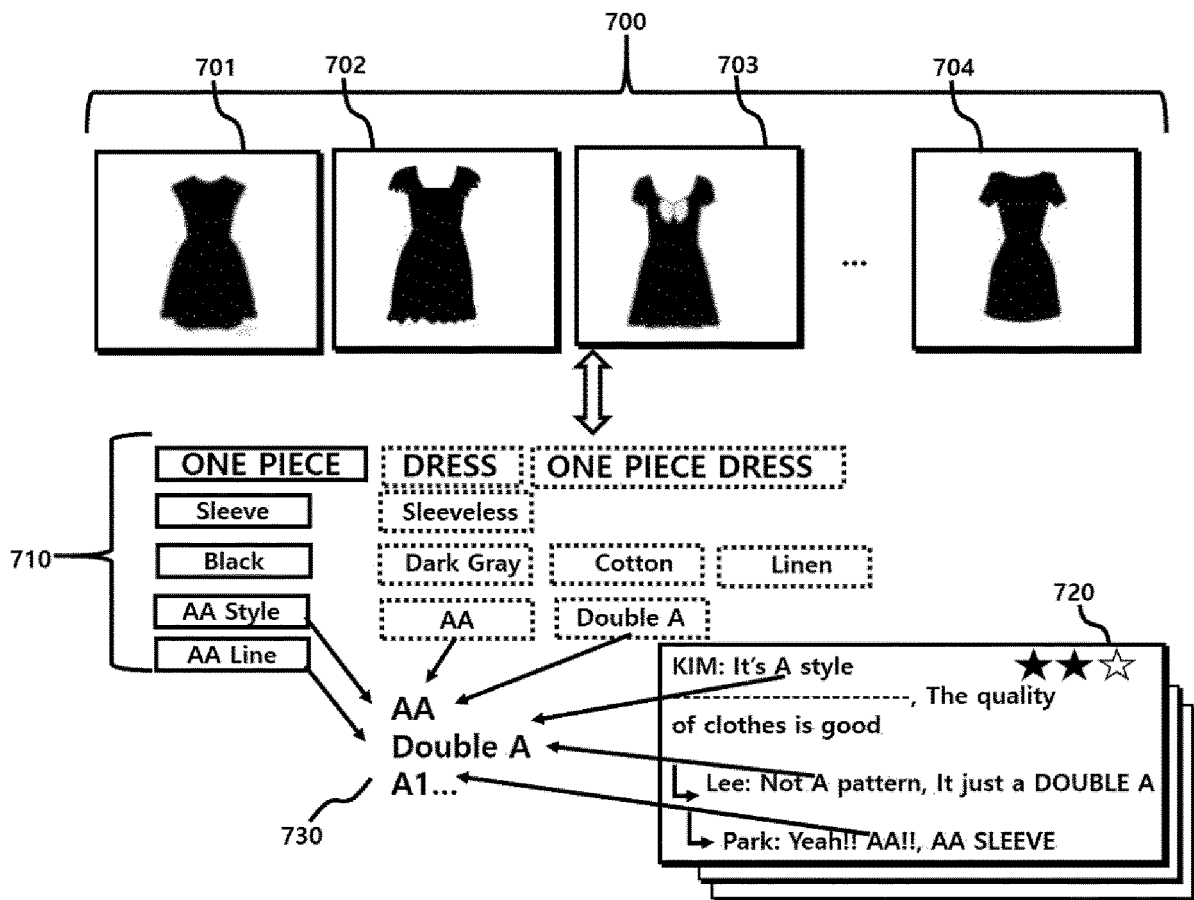 700
701
702
703
704
...
ONE PIECE
DRESS
ONE PIECE DRESS
Sleeve
Sleeveless
710
Black
Dark Gray
Cotton
Linen
AA Style
AA
Double A
AA Line
720
KIM: It's A style
--------------------, The quality
of clothes is good
Lee: Not A pattern, It just a DOUBLE A
Park: Yeah!! AA!!, AA SLEEVE
AA
Double A
A1...
730